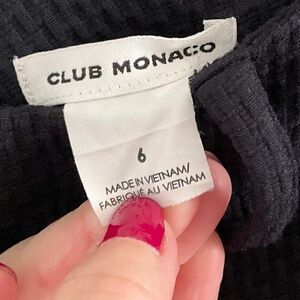 CLUB MONACO
6
MADE IN VIETNAM/
FABRIQUÉ AU VIETNAM